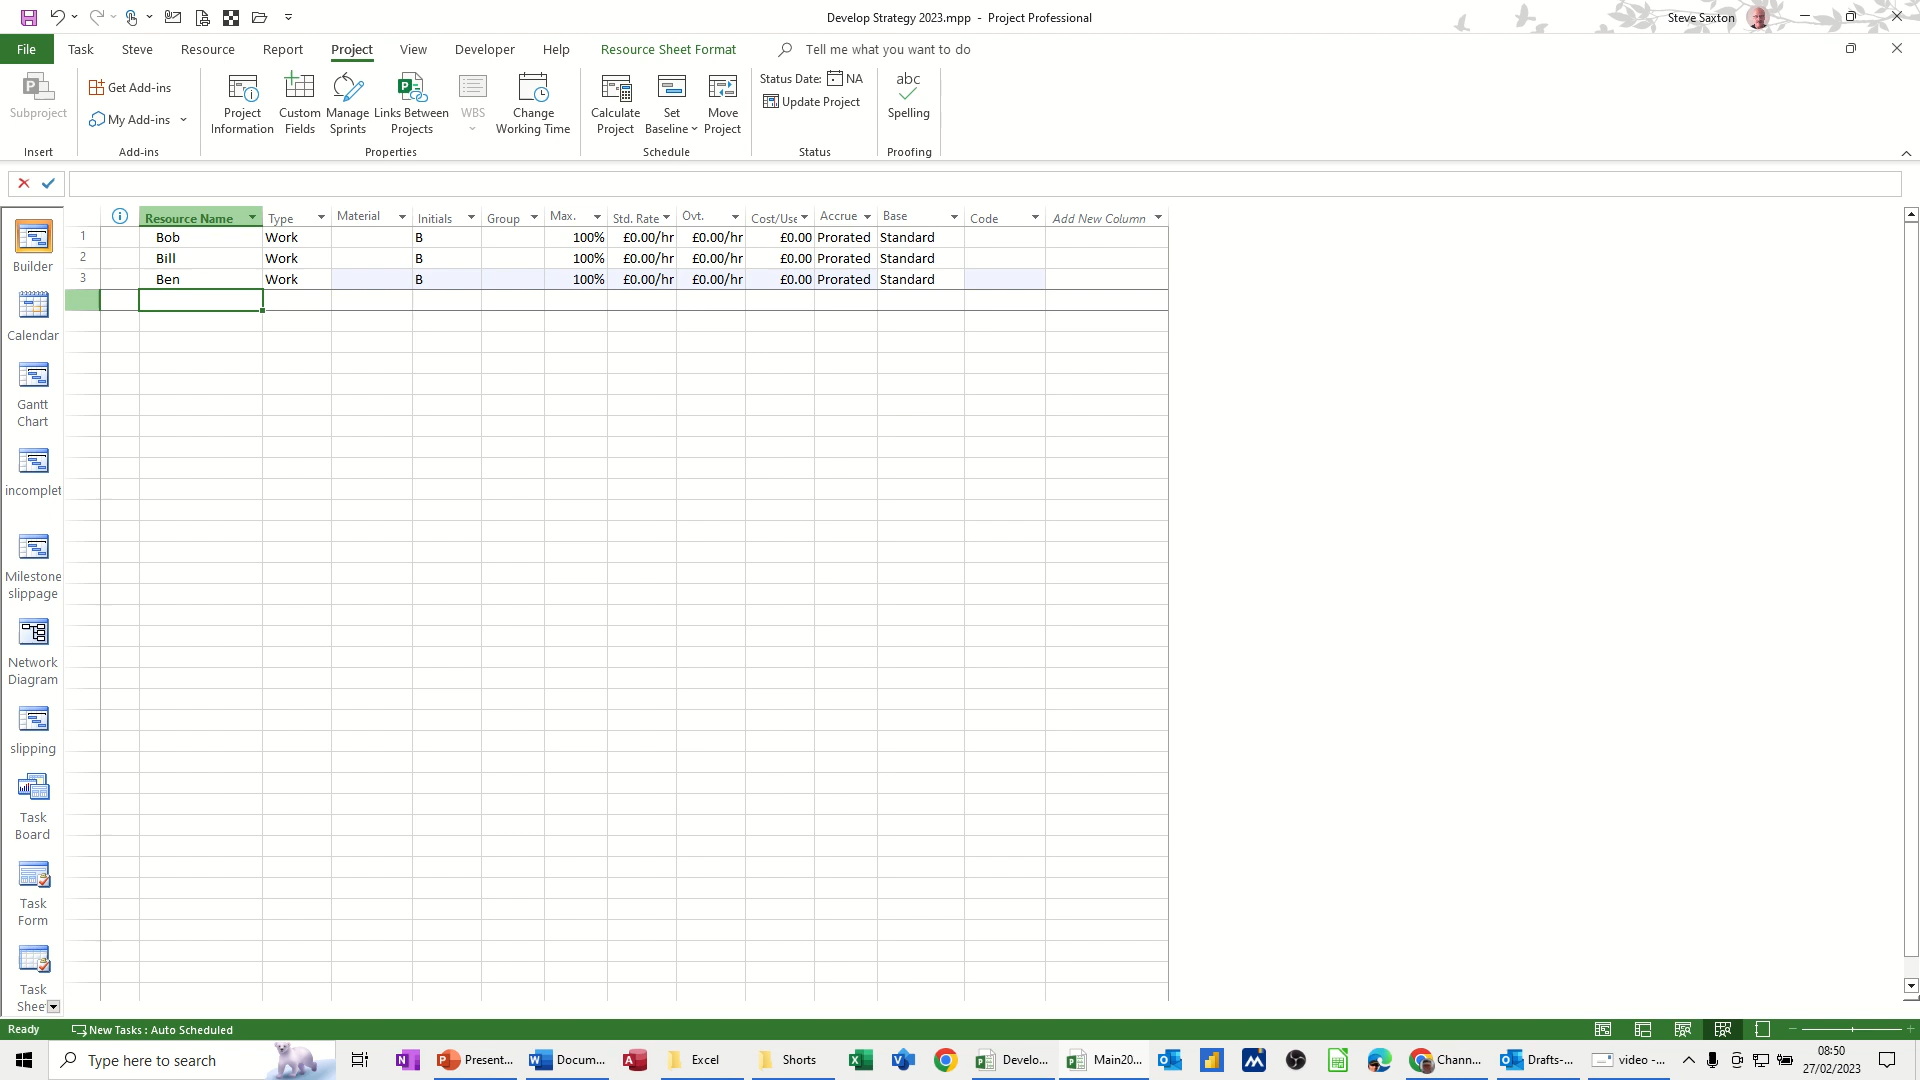 Develop Strategy 2023.mpp - Project Professional
Steve Saxton
File Task Steve Resource Report Project View Developer Help Resource Sheet Format Tell me what you want to do
Subproject
Get Add-ins
My Add-ins
Project Information
Custom Fields
Manage Sprints
Links Between Projects
WBS
Change Working Time
Calculate Project
Set Baseline
Move Project
Status Date: NA
Update Project
abc
Spelling
Insert Add-ins Properties Schedule Status Proofing
Resource Name Type Material Initials Group Max. Std. Rate Ovt. Cost/Use Accrue Base Code Add New Column
1 Bob Work B 100% £0.00/hr £0.00/hr £0.00 Prorated Standard
2 Bill Work B 100% £0.00/hr £0.00/hr £0.00 Prorated Standard
3 Ben Work B 100% £0.00/hr £0.00/hr £0.00 Prorated Standard
Builder
Calendar
Gantt
Chart
incomplet
Milestone
slippage
Network
Diagram
slipping
Task
Board
Task
Form
Task
Shee
Ready New Tasks : Auto Scheduled
Type here to search
Present... Docum... Excel Shorts Develo... Main20... Chann... Drafts-... video -...
08:50
27/02/2023